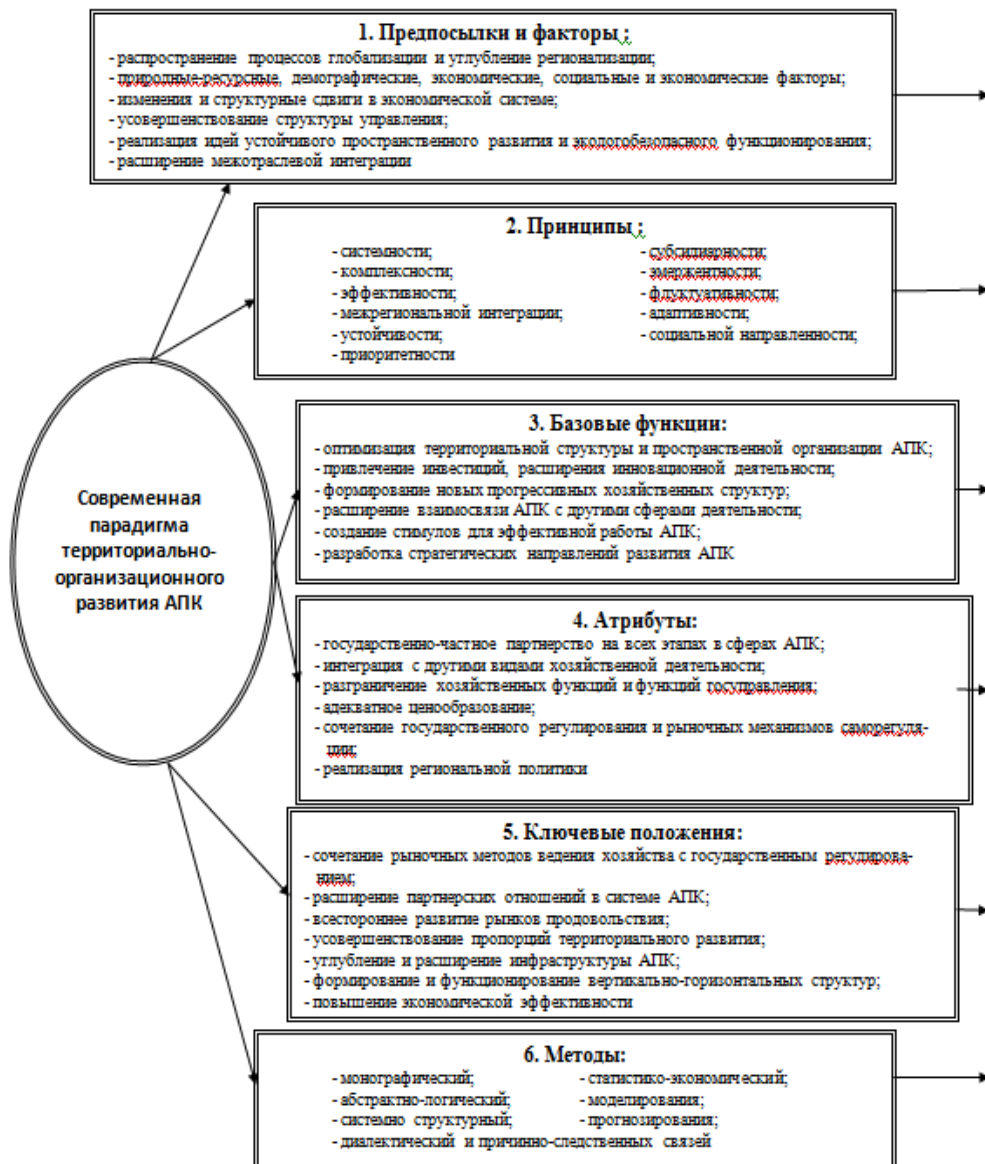 1. Предпосылки и факторы ;
- распространение процессов глобализации и углубление регионализации;
- природные-ресурсные, демографические, экономические, социальные и экономические факторы;
- изменения и структурные сдвиги в экономической системе;
- усовершенствование структуры управления;
- реализация идей устойчивого пространственного развития и экологобезопасного функционирования;
- расширение межотраслевой интеграции
2. Принципы ;
- системности;
- комплексности;
- эффективности;
- межрегиональной интеграции;
- устойчивости;
- приоритетности
- субсидиарности;
- эмержентности;
- флуктуативности;
- адаптивности;
- социальной направленности;
Современная
парадигма
территориально-
организационного
развития АПК
3. Базовые функции:
- оптимизация территориальной структуры и пространственной организации АПК;
- привлечение инвестиций, расширения инновационной деятельности;
- формирование новых прогрессивных хозяйственных структур;
- расширение взаимосвязи АПК с другими сферами деятельности;
- создание стимулов для эффективной работы АПК;
- разработка стратегических направлений развития АПК
4. Атрибуты:
- государственно-частное партнерство на всех этапах в сферах АПК;
- интеграция с другими видами хозяйственной деятельности;
- разграничение хозяйственных функций и функций госуправления;
- адекватное ценообразование;
- сочетание государственного регулирования и рыночных механизмов саморегуля-
ции;
- реализация региональной политики
5. Ключевые положения:
- сочетание рыночных методов ведения хозяйства с государственным регулирова-
нием;
- расширение партнерских отношений в системе АПК;
- всестороннее развитие рынков продовольствия;
- усовершенствование пропорций территориального развития;
- углубление и расширение инфраструктуры АПК;
- формирование и функционирование вертикально-горизонтальных структур;
- повышение экономической эффективности
6. Методы:
- монографический;
- абстрактно-логический;
- системно структурный;
- диалектический и причинно-следственных связей
- статистико-экономический;
- моделирования;
- прогнозирования;